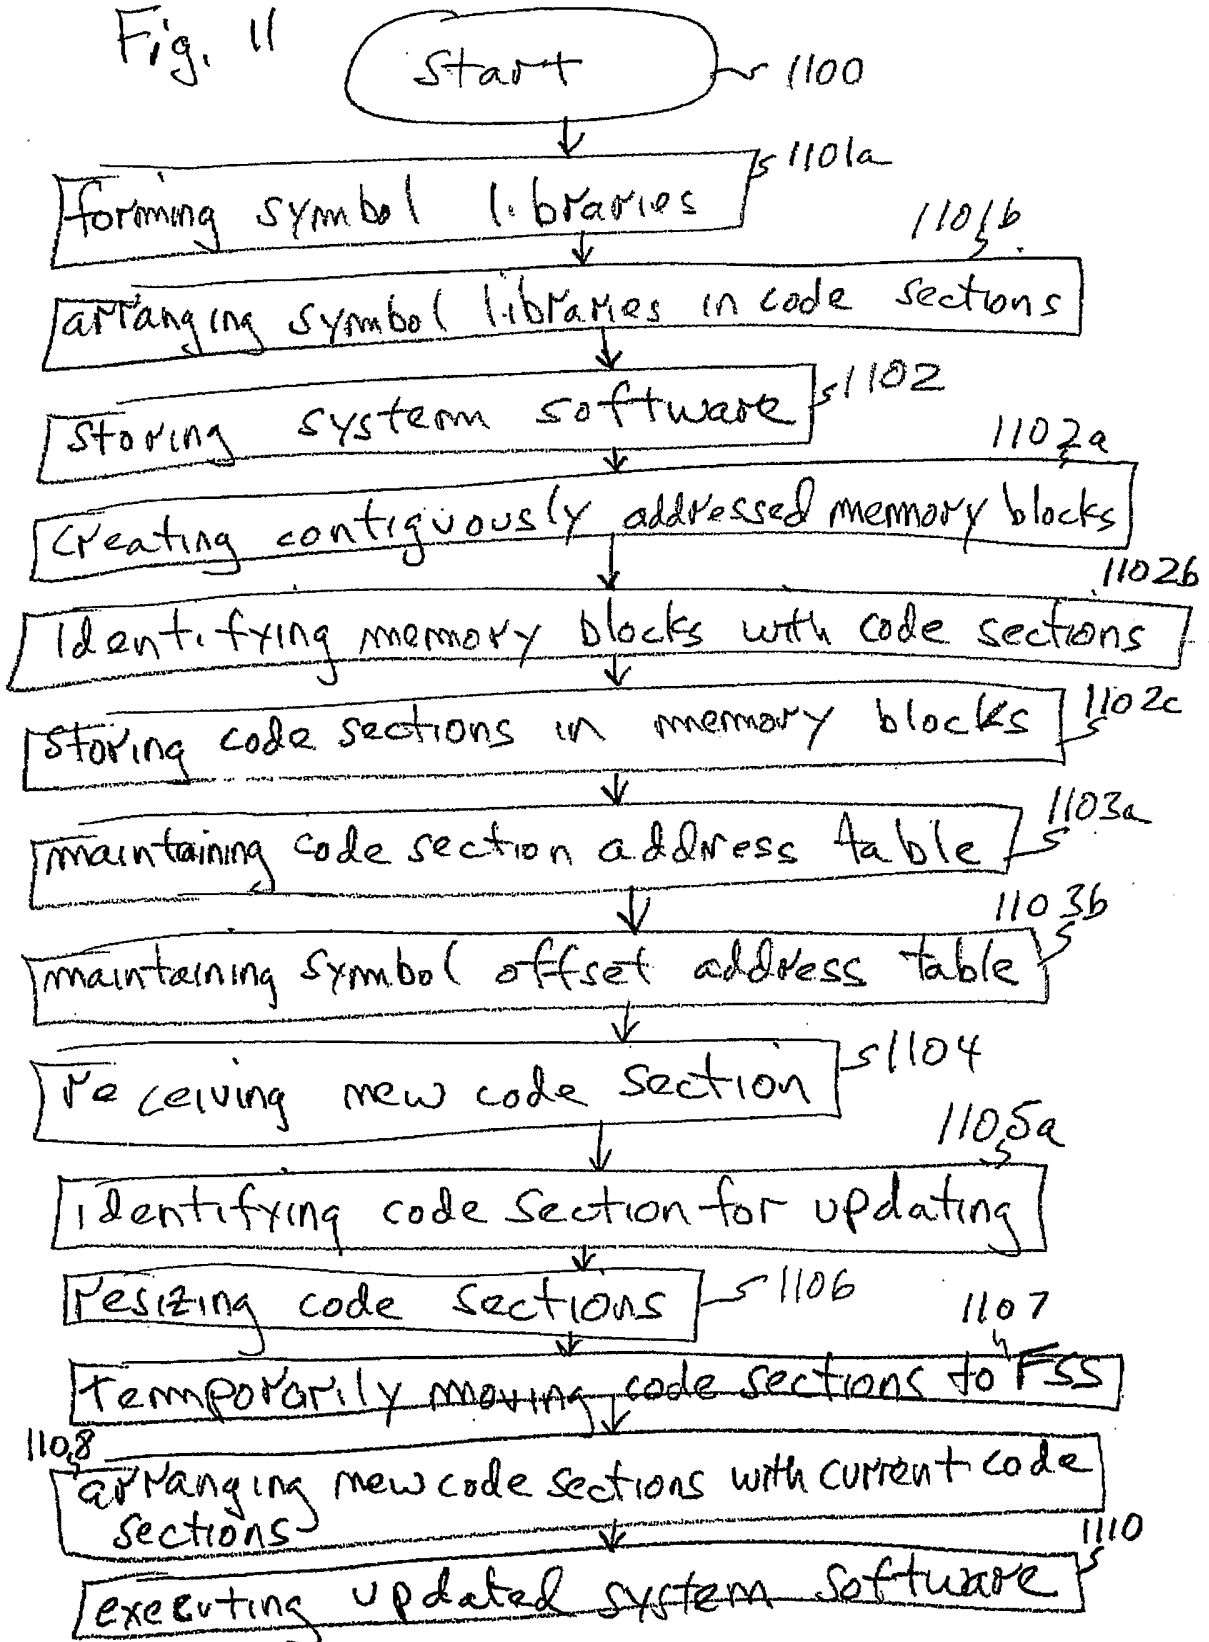 Fig. 11
Start 1100
1101a
forming symbol libraries
1101b
arranging symbol libraries in code sections
1102
storing system software
1102a
creating contiguously addressed memory blocks
1102b
identifying memory blocks with code sections
storing code sections in memory blocks 1102c
1103a
maintaining code section address table
1103b
maintaining symbol offset address table
1104
receiving new code section
1105a
identifying code section for updating
resizing code sections 1106
1107
temporarily moving code sections to FSS
1108
arranging new code sections with current code
sections
1110
executing updated system software